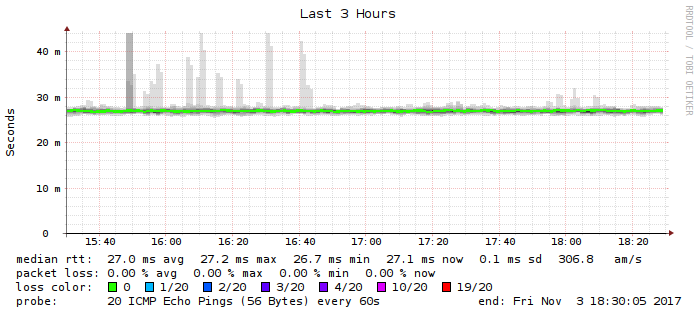 Last 3 Hours
RRDTOOL / TOBI OETIKER
Seconds
40 m
30 m
20 m
10 m
0
15:40 16:00 16:20 16:40 17:00 17:20 17:40 18:00 18:20
median rtt: 27.0 ms avg 27.2 ms max 26.7 ms min 27.1 ms now 0.1 ms sd 306.8 am/s
packet loss: 0.00 % avg 0.00 % max 0.00 % min 0.00 % now
loss color: 0 1/20 2/20 3/20 4/20 10/20 19/20
probe: 20 ICMP Echo Pings (56 Bytes) every 60s end: Fri Nov 3 18:30:05 2017